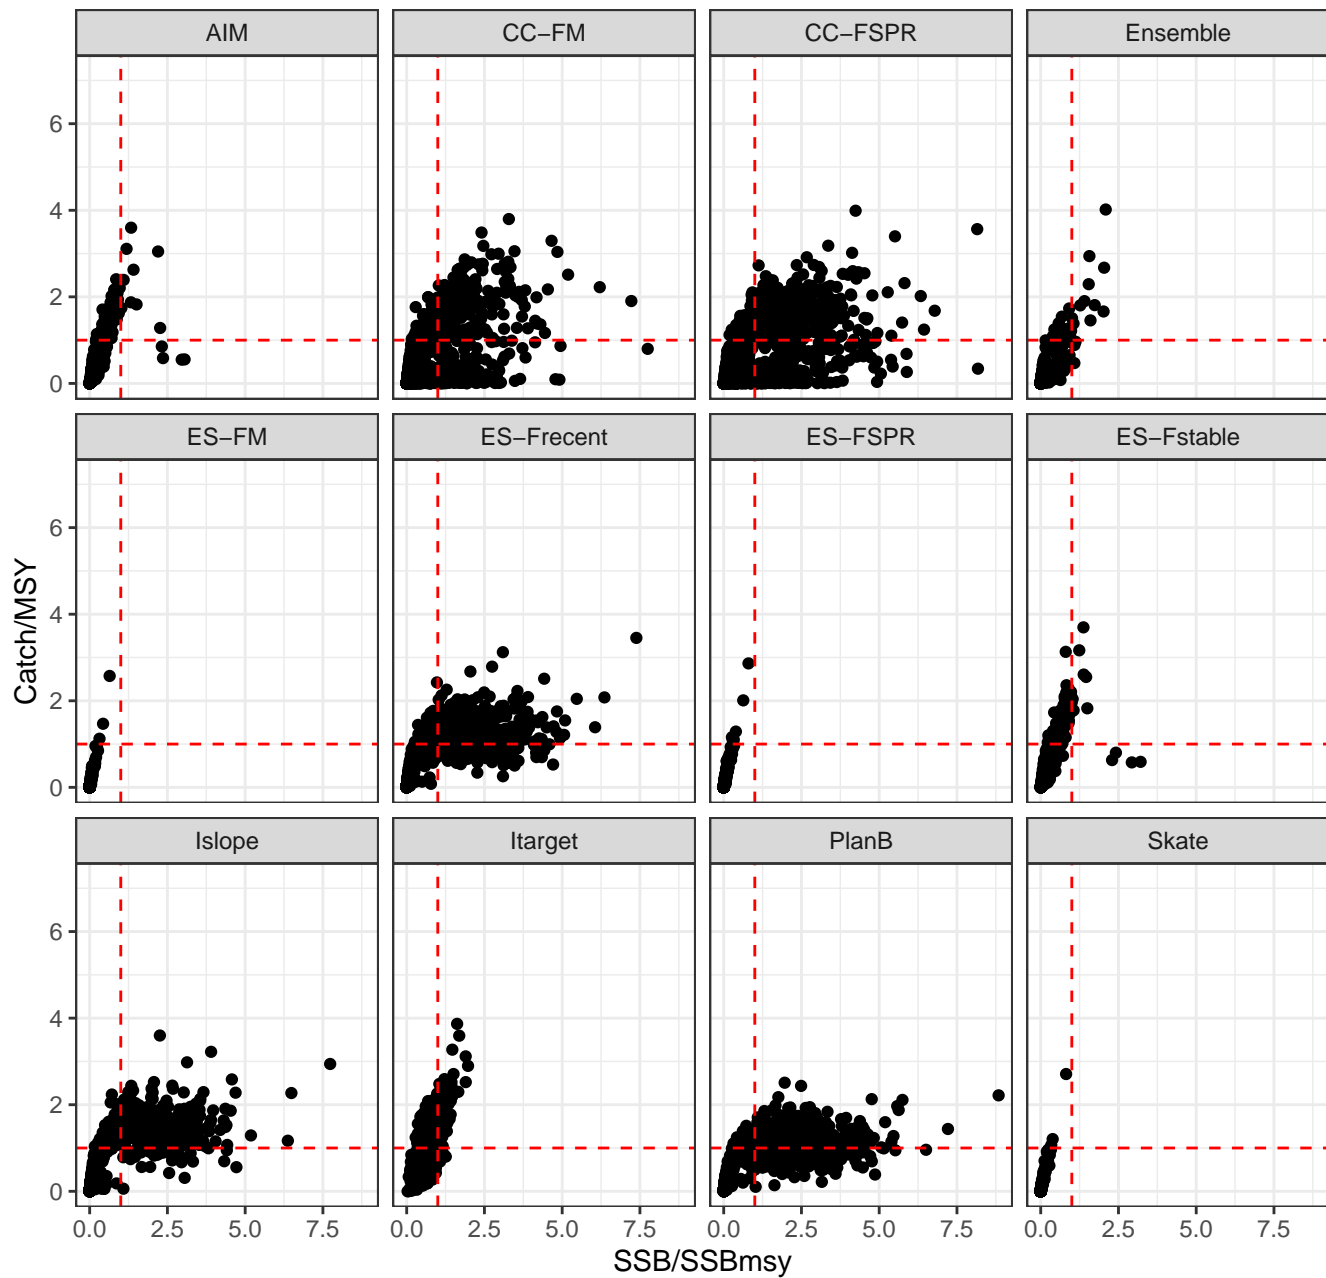 AIM CC−FM CC−FSPR Ensemble
6
4
2
0
ES−FM ES−Frecent ES−FSPR ES−Fstable
6
4
2
0
Catch/MSY
Islope Itarget PlanB Skate
6
4
2
0
0.0 2.5 5.0 7.5 0.0 2.5 5.0 7.5 0.0 2.5 5.0 7.5 0.0 2.5 5.0 7.5
SSB/SSBmsy